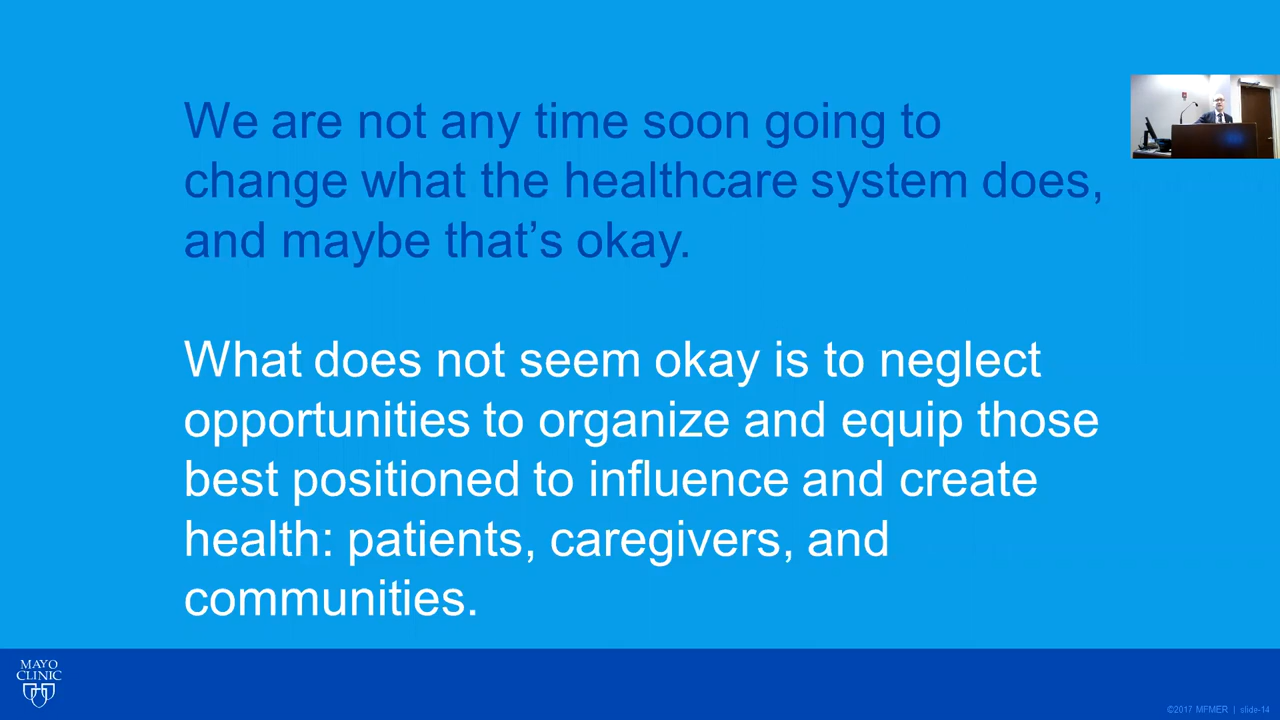 We are not any time soon going to
change what the healthcare system does,
and maybe that’s okay.
What does not seem okay is to neglect
opportunities to organize and equip those
best positioned to influence and create
health: patients, caregivers, and
communities.
MAYO
CLINIC
©2017 MFMER | slide-14